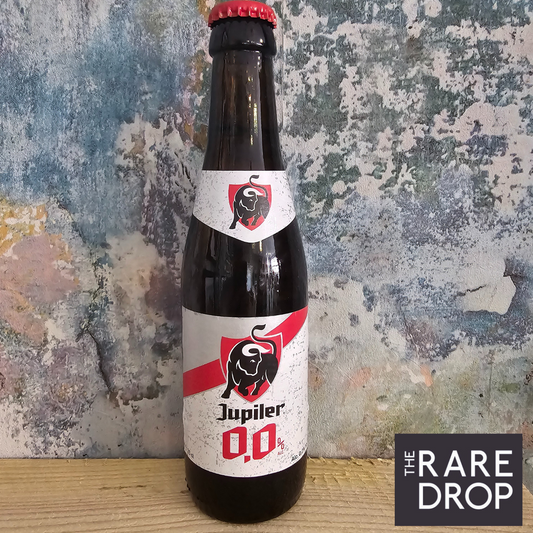 Jupiler
0,0%
THE
RARE
DROP